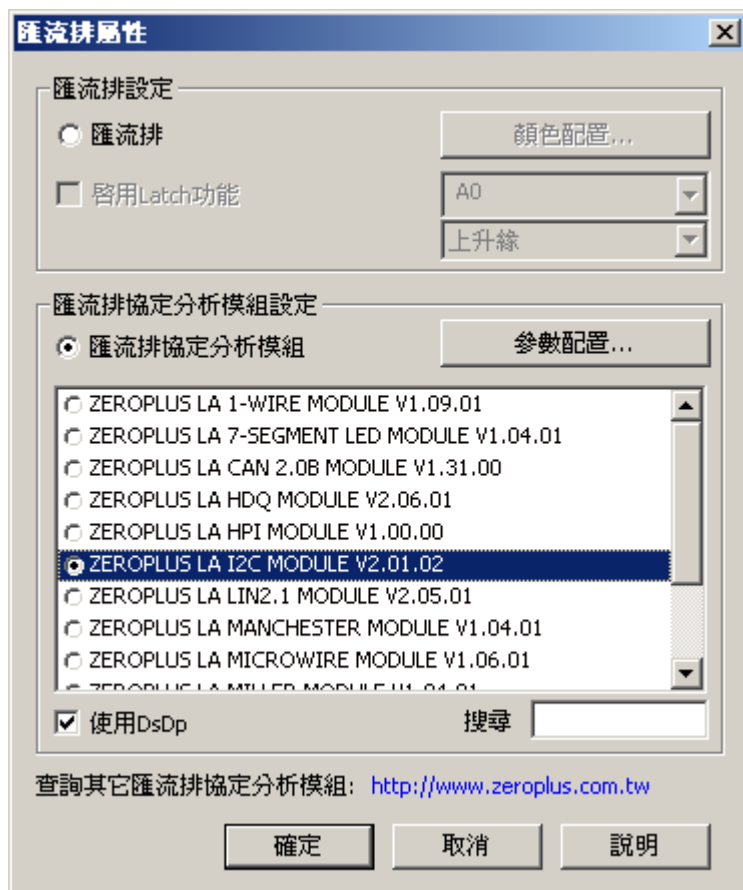 匯流排屬性
匯流排設定
匯流排
顏色配置...
啓用Latch功能
A0
上升緣
匯流排協定分析模組設定
匯流排協定分析模組
參數配置...
ZEROPLUS LA 1-WIRE MODULE V1.09.01
ZEROPLUS LA 7-SEGMENT LED MODULE V1.04.01
ZEROPLUS LA CAN 2.0B MODULE V1.31.00
ZEROPLUS LA HDQ MODULE V2.06.01
ZEROPLUS LA HPI MODULE V1.00.00
ZEROPLUS LA I2C MODULE V2.01.02
ZEROPLUS LA LIN2.1 MODULE V2.05.01
ZEROPLUS LA MANCHESTER MODULE V1.04.01
ZEROPLUS LA MICROWIRE MODULE V1.06.01
ZEROPLUS LA MILLER MODULE
使用DsDp
搜尋
查詢其它匯流排協定分析模組: http://www.zeroplus.com.tw
確定
取消
說明